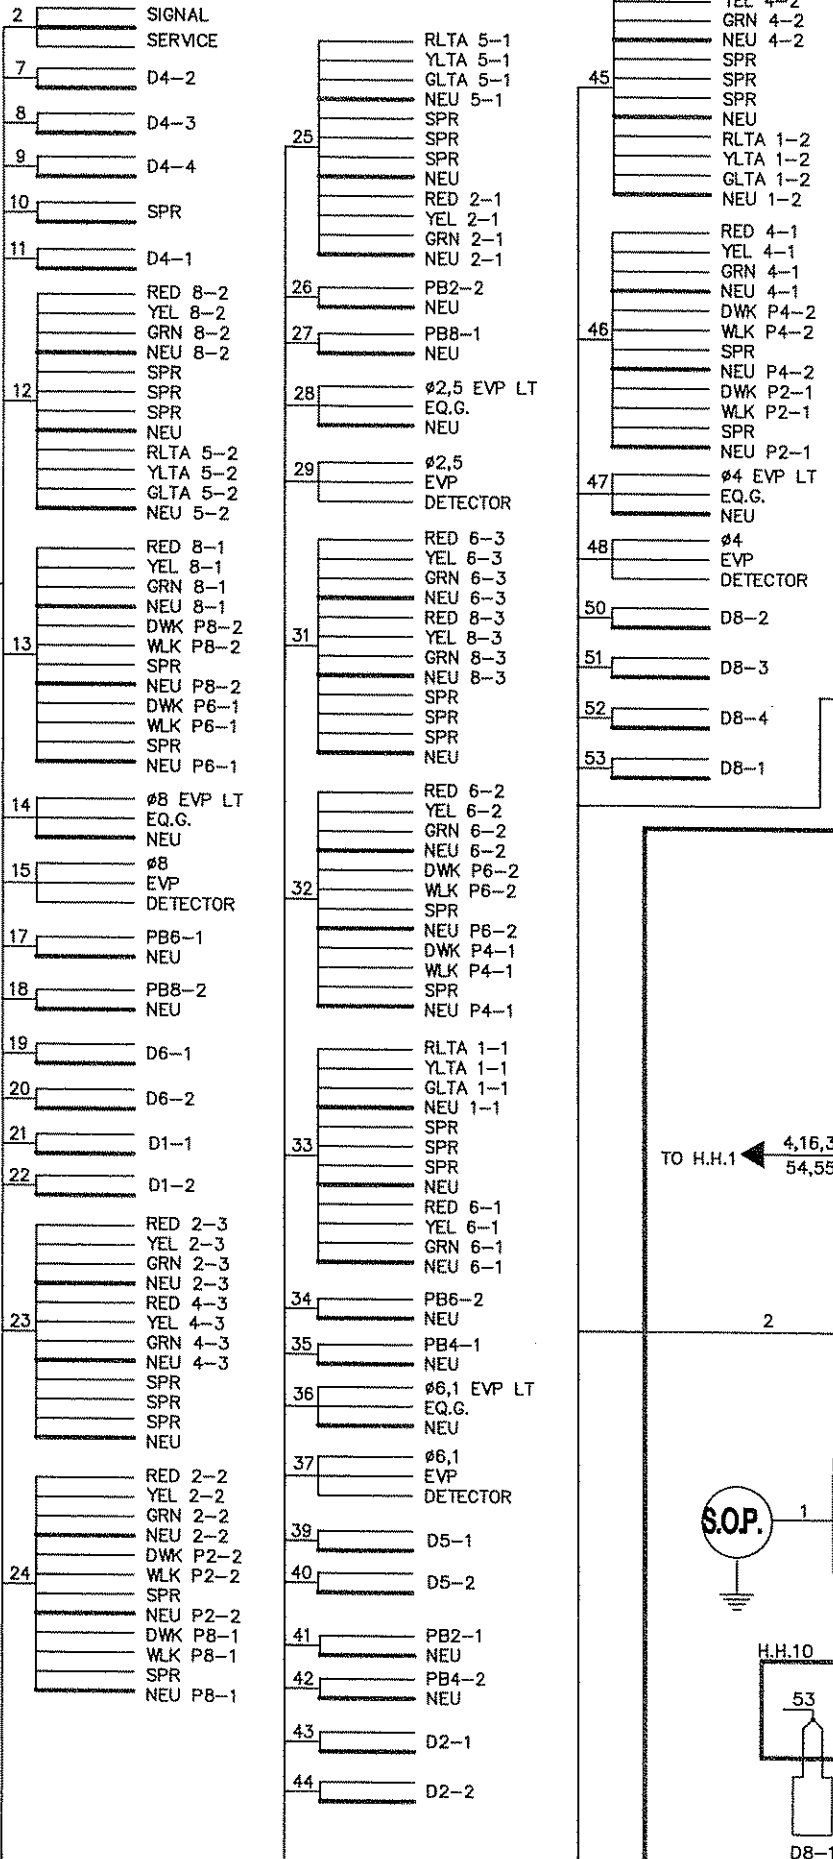 2
SIGNAL
SERVICE
7
D4-2
8
D4-3
9
D4-4
10
SPR
11
D4-1
12
RED 8-2
YEL 8-2
GRN 8-2
NEU 8-2
SPR
SPR
SPR
NEU
RLTA 5-2
YLTA 5-2
GLTA 5-2
NEU 5-2
13
RED 8-1
YEL 8-1
GRN 8-1
NEU 8-1
DWK P8-2
WLK P8-2
SPR
NEU P8-2
DWK P6-1
WLK P6-1
SPR
NEU P6-1
14
ø8 EVP LT
EQ.G.
NEU
15
ø8
EVP
DETECTOR
17
PB6-1
NEU
18
PB8-2
NEU
19
D6-1
20
D6-2
21
D1-1
22
D1-2
23
RED 2-3
YEL 2-3
GRN 2-3
NEU 2-3
RED 4-3
YEL 4-3
GRN 4-3
NEU 4-3
SPR
SPR
SPR
NEU
24
RED 2-2
YEL 2-2
GRN 2-2
NEU 2-2
DWK P2-2
WLK P2-2
SPR
NEU P2-2
DWK P8-1
WLK P8-1
SPR
NEU P8-1
25
RLTA 5-1
YLTA 5-1
GLTA 5-1
NEU 5-1
SPR
SPR
SPR
NEU
RED 2-1
YEL 2-1
GRN 2-1
NEU 2-1
26
PB2-2
NEU
27
PB8-1
NEU
28
ø2,5 EVP LT
EQ.G.
NEU
29
ø2,5
EVP
DETECTOR
31
RED 6-3
YEL 6-3
GRN 6-3
NEU 6-3
RED 8-3
YEL 8-3
GRN 8-3
NEU 8-3
SPR
SPR
SPR
NEU
32
RED 6-2
YEL 6-2
GRN 6-2
NEU 6-2
DWK P6-2
WLK P6-2
SPR
NEU P6-2
DWK P4-1
WLK P4-1
SPR
NEU P4-1
33
RLTA 1-1
YLTA 1-1
GLTA 1-1
NEU 1-1
SPR
SPR
SPR
NEU
RED 6-1
YEL 6-1
GRN 6-1
NEU 6-1
34
PB6-2
NEU
35
PB4-1
NEU
36
ø6,1 EVP LT
EQ.G.
NEU
37
ø6,1
EVP
DETECTOR
39
D5-1
40
D5-2
41
PB2-1
NEU
42
PB4-2
NEU
43
D2-1
44
D2-2
45
YEL 4-2
GRN 4-2
NEU 4-2
SPR
SPR
SPR
NEU
RLTA 1-2
YLTA 1-2
GLTA 1-2
NEU 1-2
46
RED 4-1
YEL 4-1
GRN 4-1
NEU 4-1
DWK P4-2
WLK P4-2
SPR
NEU P4-2
DWK P2-1
WLK P2-1
SPR
NEU P2-1
47
ø4 EVP LT
EQ.G.
NEU
48
ø4
EVP
DETECTOR
50
D8-2
51
D8-3
52
D8-4
53
D8-1
TO H.H.1
4,16,3
54,55
2
S.O.P.
1
H.H.10
53
D8-1